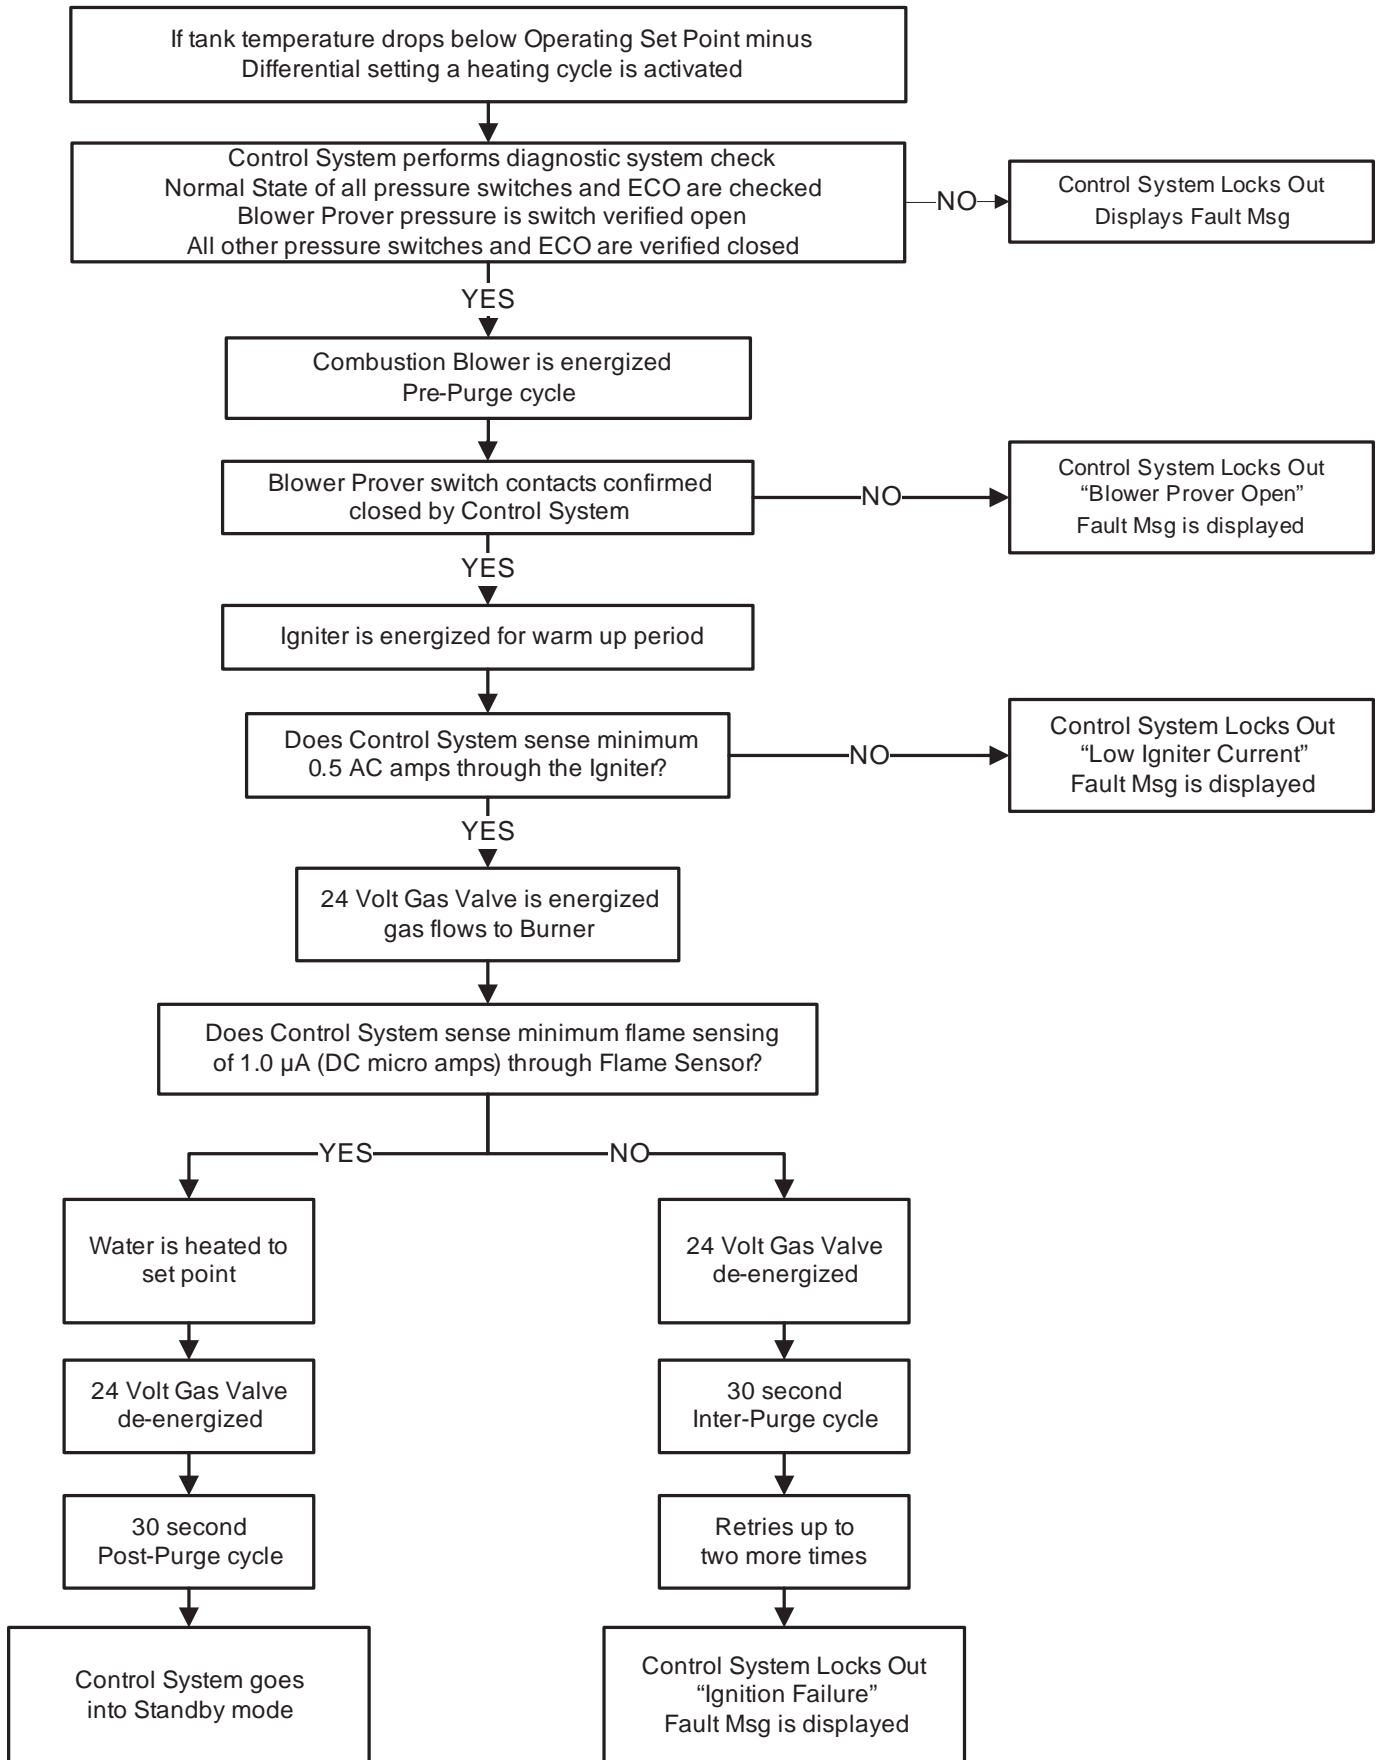 If tank temperature drops below Operating Set Point minus
Differential setting a heating cycle is activated
Control System performs diagnostic system check
Normal State of all pressure switches and ECO are checked
Blower Prover pressure is switch verified open
All other pressure switches and ECO are verified closed
NO
Control System Locks Out
Displays Fault Msg
YES
Combustion Blower is energized
Pre-Purge cycle
Blower Prover switch contacts confirmed
closed by Control System
NO
Control System Locks Out
“Blower Prover Open”
Fault Msg is displayed
YES
Igniter is energized for warm up period
Does Control System sense minimum
0.5 AC amps through the Igniter?
NO
Control System Locks Out
“Low Igniter Current”
Fault Msg is displayed
YES
24 Volt Gas Valve is energized
gas flows to Burner
Does Control System sense minimum flame sensing
of 1.0 µA (DC micro amps) through Flame Sensor?
YES
NO
Water is heated to
set point
24 Volt Gas Valve
de-energized
30 second
Post-Purge cycle
Control System goes
into Standby mode
24 Volt Gas Valve
de-energized
30 second
Inter-Purge cycle
Retries up to
two more times
Control System Locks Out
“Ignition Failure”
Fault Msg is displayed